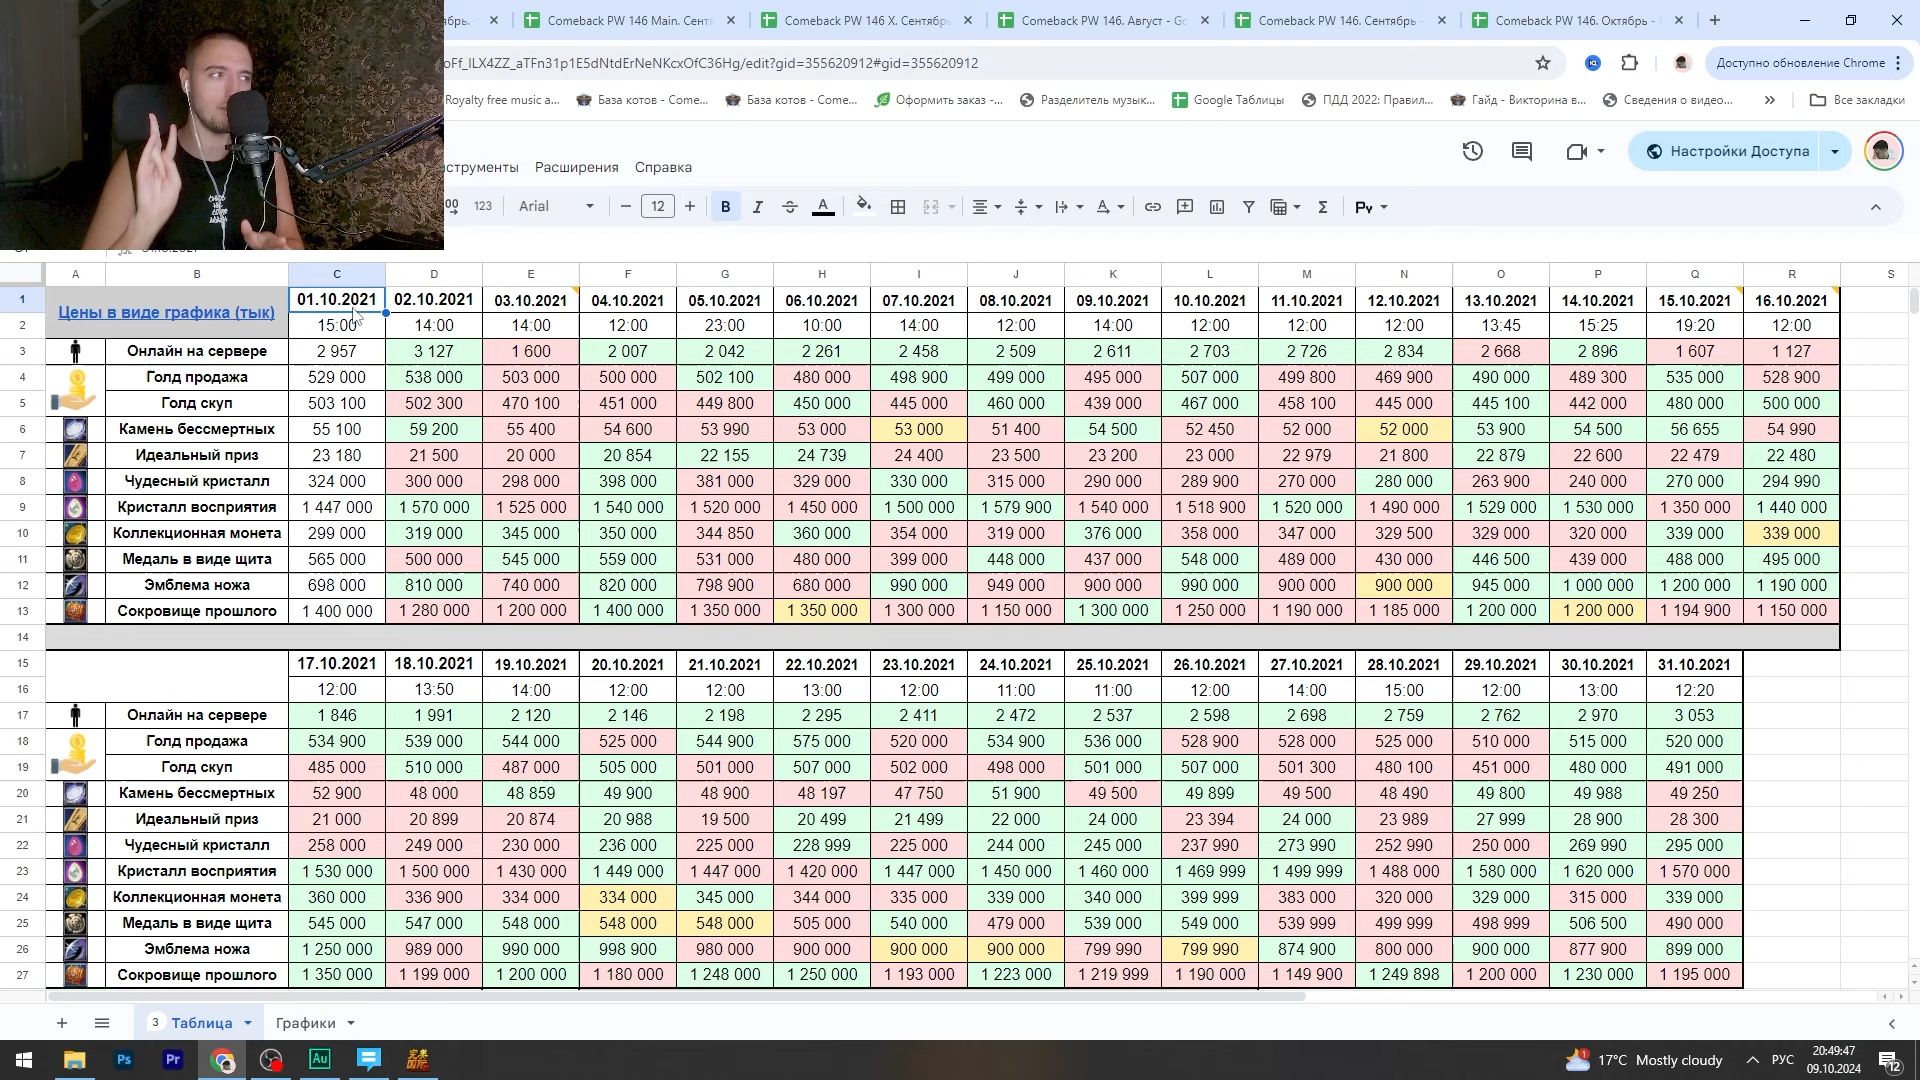 ябрь. -
Comeback PW 146 Main. Сент
Comeback PW 146 X. Сентябрь
Comeback PW 146. Август - Go
Comeback PW 146. Сентябрь -
Comeback PW 146. Октябрь -
oFf_ILX4ZZ_aTFn31p1E5dNtdErNeNKcxOfC36Hg/edit?gid=355620912#gid=355620912
Доступно обновление Chrome
Royalty free music a...
База котов - Come...
База котов - Come...
Оформить заказ -...
Разделитель музык...
Google Таблицы
ПДД 2022: Правил...
Гайд - Викторина в...
Сведения о видео...
Все закладки
нструменты Расширения Справка
Настройки Доступа
123 Arial 12
A B C D E F G H I J K L M N O P Q R S
1 Цены в виде графика (тык) 01.10.2021 02.10.2021 03.10.2021 04.10.2021 05.10.2021 06.10.2021 07.10.2021 08.10.2021 09.10.2021 10.10.2021 11.10.2021 12.10.2021 13.10.2021 14.10.2021 15.10.2021 16.10.2021
2 15:00 14:00 14:00 12:00 23:00 10:00 14:00 12:00 14:00 12:00 12:00 12:00 13:45 15:25 19:20 12:00
3 Онлайн на сервере 2 957 3 127 1 600 2 007 2 042 2 261 2 458 2 509 2 611 2 703 2 726 2 834 2 668 2 896 1 607 1 127
4 Голд продажа 529 000 538 000 503 000 500 000 502 100 480 000 498 900 499 000 495 000 507 000 499 800 469 900 490 000 489 300 535 000 528 900
5 Голд скуп 503 100 502 300 470 100 451 000 449 800 450 000 445 000 460 000 439 000 467 000 458 100 445 000 445 100 442 000 480 000 500 000
6 Камень бессмертных 55 100 59 200 55 400 54 600 53 990 53 000 53 000 51 400 54 500 52 450 52 000 52 000 53 900 54 500 56 655 54 990
7 Идеальный приз 23 180 21 500 20 000 20 854 22 155 24 739 24 400 23 500 23 200 23 000 22 979 21 800 22 879 22 600 22 479 22 480
8 Чудесный кристалл 324 000 300 000 298 000 398 000 381 000 329 000 330 000 315 000 290 000 289 900 270 000 280 000 263 900 240 000 270 000 294 990
9 Кристалл восприятия 1 447 000 1 570 000 1 525 000 1 540 000 1 520 000 1 450 000 1 500 000 1 579 900 1 540 000 1 518 900 1 520 000 1 490 000 1 529 000 1 530 000 1 350 000 1 440 000
10 Коллекционная монета 299 000 319 000 345 000 350 000 344 850 360 000 354 000 319 000 376 000 358 000 347 000 329 500 329 000 320 000 339 000 339 000
11 Медаль в виде щита 565 000 500 000 545 000 559 000 531 000 480 000 399 000 448 000 437 000 548 000 489 000 430 000 446 500 439 000 488 000 495 000
12 Эмблема ножа 698 000 810 000 740 000 820 000 798 900 680 000 990 000 949 000 900 000 990 000 900 000 900 000 945 000 1 000 000 1 200 000 1 190 000
13 Сокровище прошлого 1 400 000 1 280 000 1 200 000 1 400 000 1 350 000 1 350 000 1 300 000 1 150 000 1 300 000 1 250 000 1 190 000 1 185 000 1 200 000 1 200 000 1 194 900 1 150 000
14
15 17.10.2021 18.10.2021 19.10.2021 20.10.2021 21.10.2021 22.10.2021 23.10.2021 24.10.2021 25.10.2021 26.10.2021 27.10.2021 28.10.2021 29.10.2021 30.10.2021 31.10.2021
16 12:00 13:50 14:00 12:00 12:00 13:00 12:00 11:00 11:00 12:00 14:00 15:00 12:00 13:00 12:20
17 Онлайн на сервере 1 846 1 991 2 120 2 146 2 198 2 295 2 411 2 472 2 537 2 598 2 698 2 759 2 762 2 970 3 053
18 Голд продажа 534 900 539 000 544 000 525 000 544 900 575 000 520 000 534 900 536 000 528 900 528 000 525 000 510 000 515 000 520 000
19 Голд скуп 485 000 510 000 487 000 505 000 501 000 507 000 502 000 498 000 501 000 507 000 501 300 480 100 451 000 480 000 491 000
20 Камень бессмертных 52 900 48 000 48 859 49 900 48 900 48 197 47 750 51 900 49 500 49 899 49 500 48 490 49 800 49 988 49 250
21 Идеальный приз 21 000 20 899 20 874 20 988 19 500 20 499 21 499 22 000 24 000 23 394 24 000 23 989 27 999 28 900 28 300
22 Чудесный кристалл 258 000 249 000 230 000 236 000 225 000 228 999 225 000 244 000 245 000 237 990 273 990 252 990 250 000 269 990 295 000
23 Кристалл восприятия 1 530 000 1 500 000 1 430 000 1 449 000 1 447 000 1 420 000 1 447 000 1 450 000 1 460 000 1 469 999 1 499 999 1 488 000 1 580 000 1 620 000 1 570 000
24 Коллекционная монета 360 000 336 900 334 000 334 000 345 000 344 000 335 000 339 000 340 000 399 999 383 000 320 000 329 000 315 000 339 000
25 Медаль в виде щита 545 000 547 000 548 000 548 000 548 000 505 000 540 000 479 000 539 000 549 000 539 999 499 999 498 999 506 500 490 000
26 Эмблема ножа 1 250 000 989 000 990 000 998 900 980 000 900 000 900 000 900 000 799 990 799 990 874 900 800 000 900 000 877 900 899 000
27 Сокровище прошлого 1 350 000 1 199 000 1 200 000 1 180 000 1 248 000 1 250 000 1 193 000 1 223 000 1 219 999 1 190 000 1 149 900 1 249 898 1 200 000 1 230 000 1 195 000
3 Таблица Графики
17°C Mostly cloudy
РУС
20:49:47
09.10.2024
12